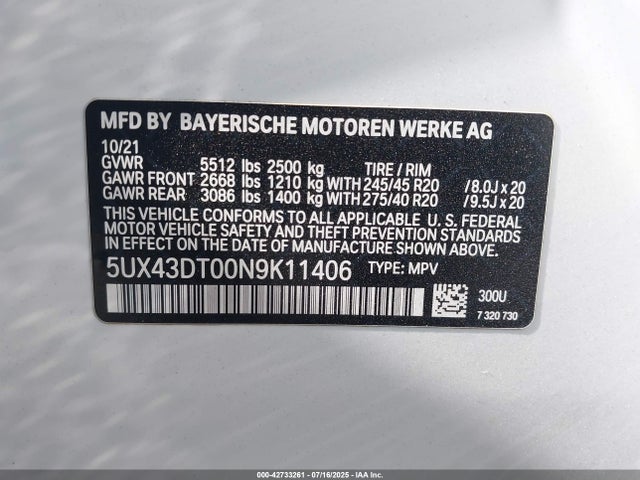 MFD BY BAYERISCHE MOTOREN WERKE AG
10/21
GVWR 5512 lbs 2500 kg TIRE / RIM
GAWR FRONT 2668 lbs 1210 kg WITH 245/45 R20 /8.0J x 20
GAWR REAR 3086 lbs 1400 kg WITH 275/40 R20 /9.5J x 20
THIS VEHICLE CONFORMS TO ALL APPLICABLE U. S. FEDERAL
MOTOR VEHICLE SAFETY AND THEFT PREVENTION STANDARDS
IN EFFECT ON THE DATE OF MANUFACTURE SHOWN ABOVE.
5UX43DT00N9K11406 TYPE: MPV
300U
7 320 730
000-42733261 - 07/16/2025 - IAA Inc.